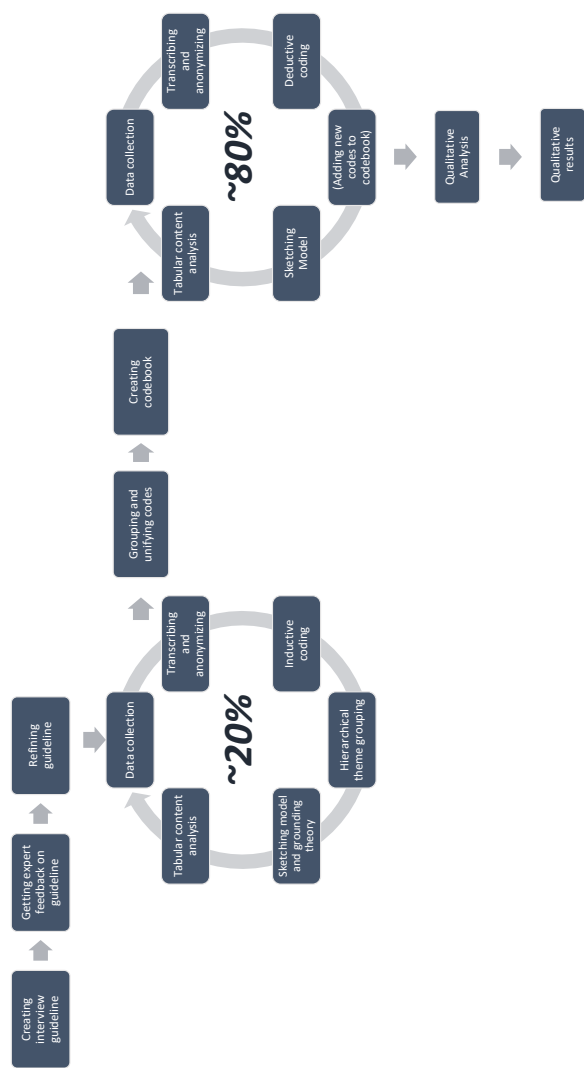 Creating
interview
guideline
Getting expert
feedback on
guideline
Refining
guideline
Data collection
Transcribing
and
anonymizing
Inductive
coding
Hierarchical
theme grouping
Sketching model
and grounding
theory
Tabular content
analysis
~20%
Grouping and
unifying codes
Creating
codebook
Data collection
Transcribing
and
anonymizing
Deductive
coding
(Adding new
codes to
codebook)
Sketching
Model
Tabular content
analysis
~80%
Qualitative
Analysis
Qualitative
results